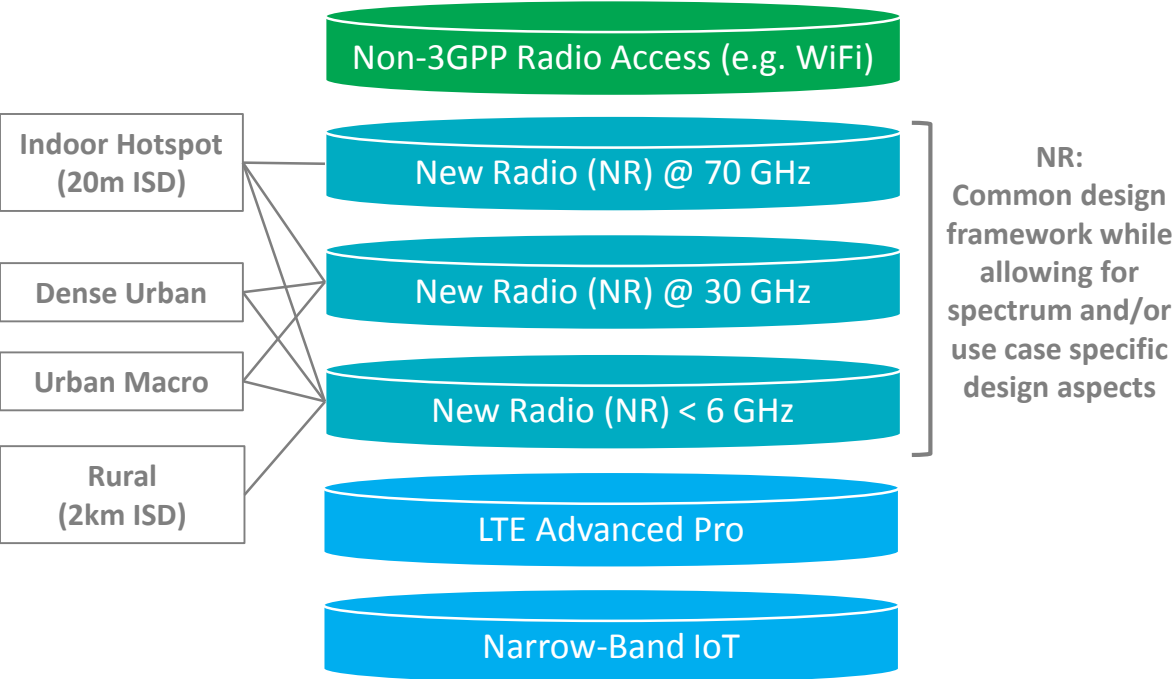 Non-3GPP Radio Access (e.g. WiFi)
Indoor Hotspot
(20m ISD)
New Radio (NR) @ 70 GHz
Dense Urban
New Radio (NR) @ 30 GHz
Urban Macro
New Radio (NR) < 6 GHz
Rural
(2km ISD)
LTE Advanced Pro
Narrow-Band IoT
NR:
Common design
framework while
allowing for
spectrum and/or
use case specific
design aspects